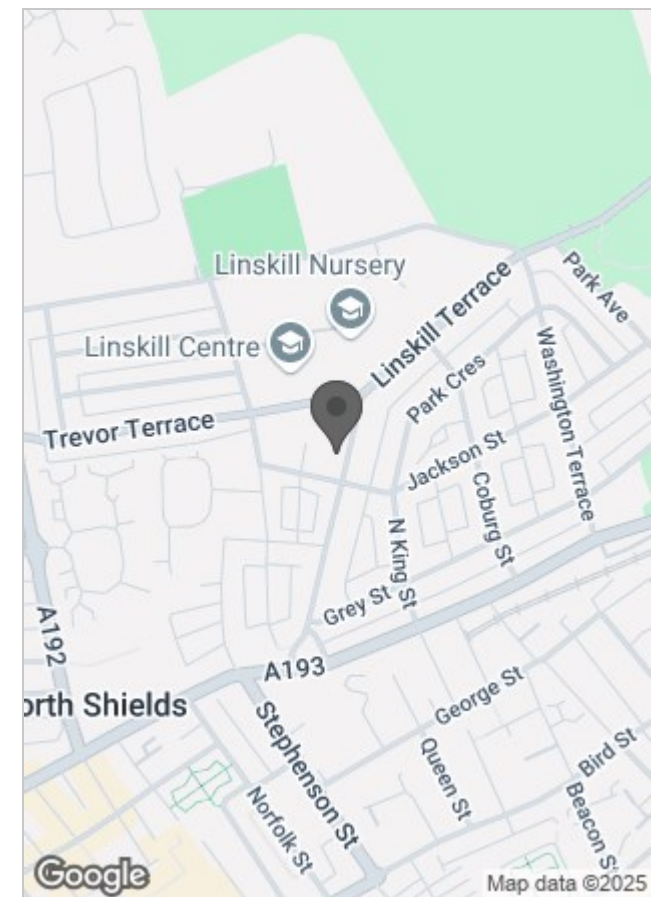 Linskill Nursery
Linskill Centre
Linskill Terrace
Park Ave
Park Cres
Washington Terrace
Trevor Terrace
Jackson St
Coburg St
N King St
Grey St
A192
A193
orth Shields
George St
Stephenson St
Queen St
Bird St
Norfolk St
Beacon St
Google
Map data ©2025